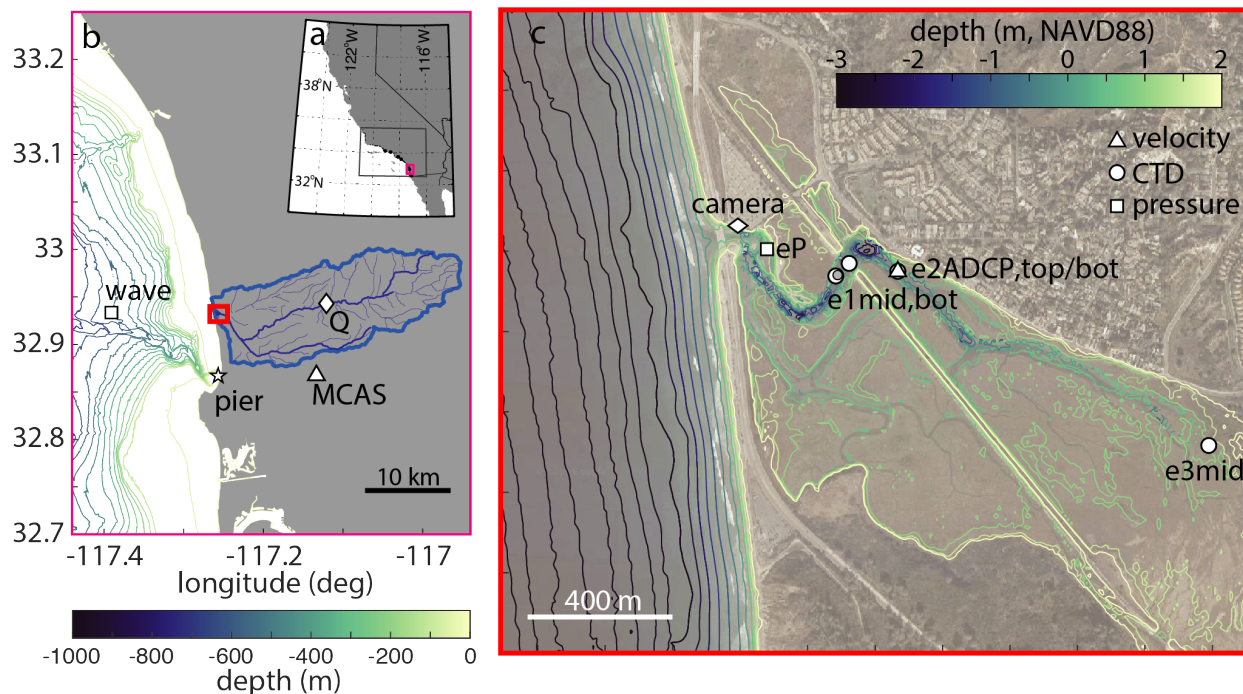 b
a
122°W
116°W
38°N
32°N
33.2
33.1
33
32.9
32.8
32.7
wave
Q
pier
MCAS
10 km
-117.4
-117.2
-117
longitude (deg)
-1000
-800
-600
-400
-200
0
depth (m)
c
depth (m, NAVD88)
-3
-2
-1
0
1
2
velocity
CTD
pressure
camera
eP
e2ADCP,top/bot
e1mid,bot
e3mid
400 m